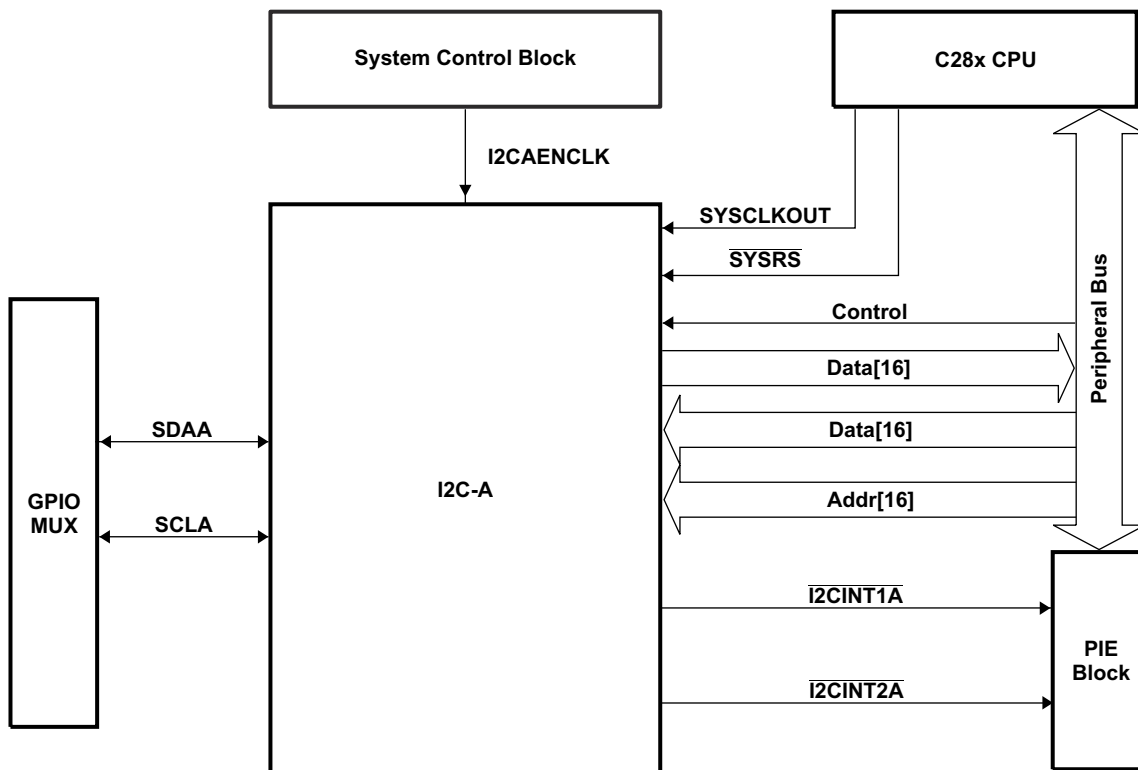 System Control Block
C28x CPU
I2CAENCLK
SYSCLKOUT
SYSRS
Control
Data[16]
Data[16]
Addr[16]
Peripheral Bus
SDAA
SCLA
GPIO
MUX
I2C-A
I2CINT1A
I2CINT2A
PIE
Block